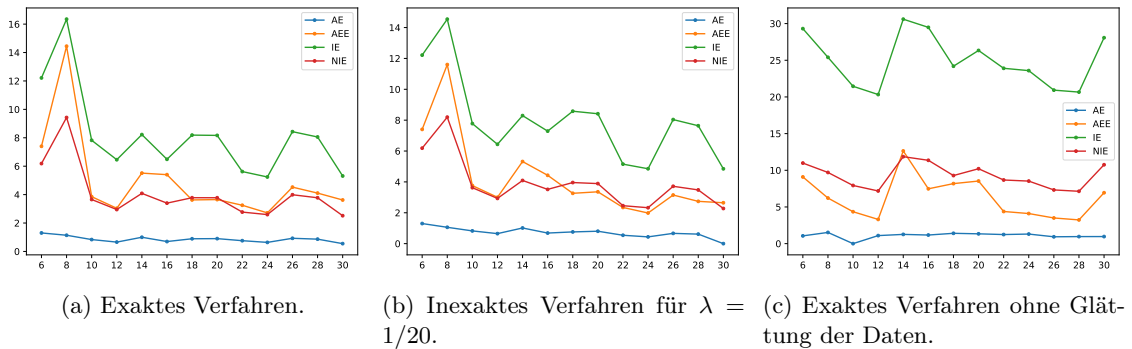 16
14
12
10
8
6
4
2
0
6 8 10 12 14 16 18 20 22 24 26 28 30
AE
AEE
IE
NIE
14
12
10
8
6
4
2
0
6 8 10 12 14 16 18 20 22 24 26 28 30
AE
AEE
IE
NIE
30
25
20
15
10
5
0
6 8 10 12 14 16 18 20 22 24 26 28 30
AE
AEE
IE
NIE
(a) Exaktes Verfahren.
(b) Inexaktes Verfahren für λ =
1/20.
(c) Exaktes Verfahren ohne Glät-
tung der Daten.